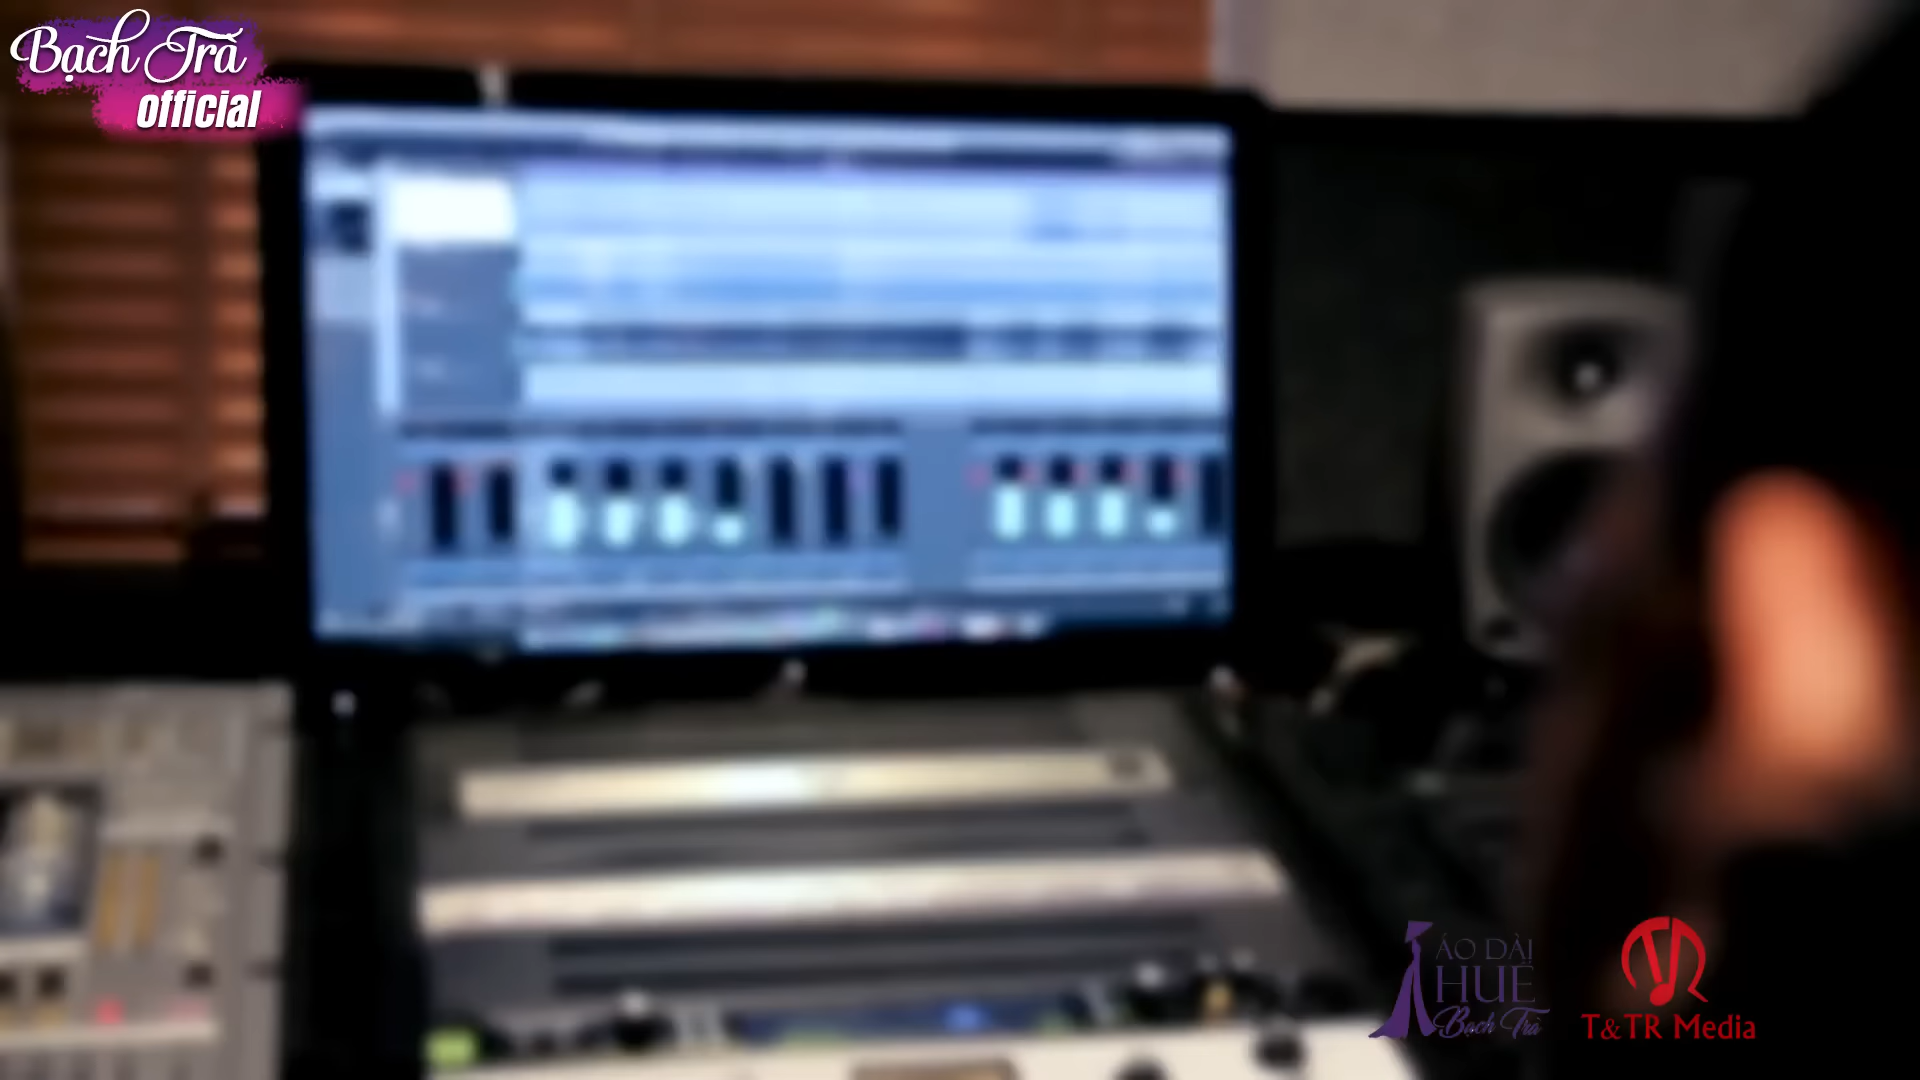 Bạch Trà
official
ÁO DÀI
HUẾ
Bạch Trà
T&TR Media